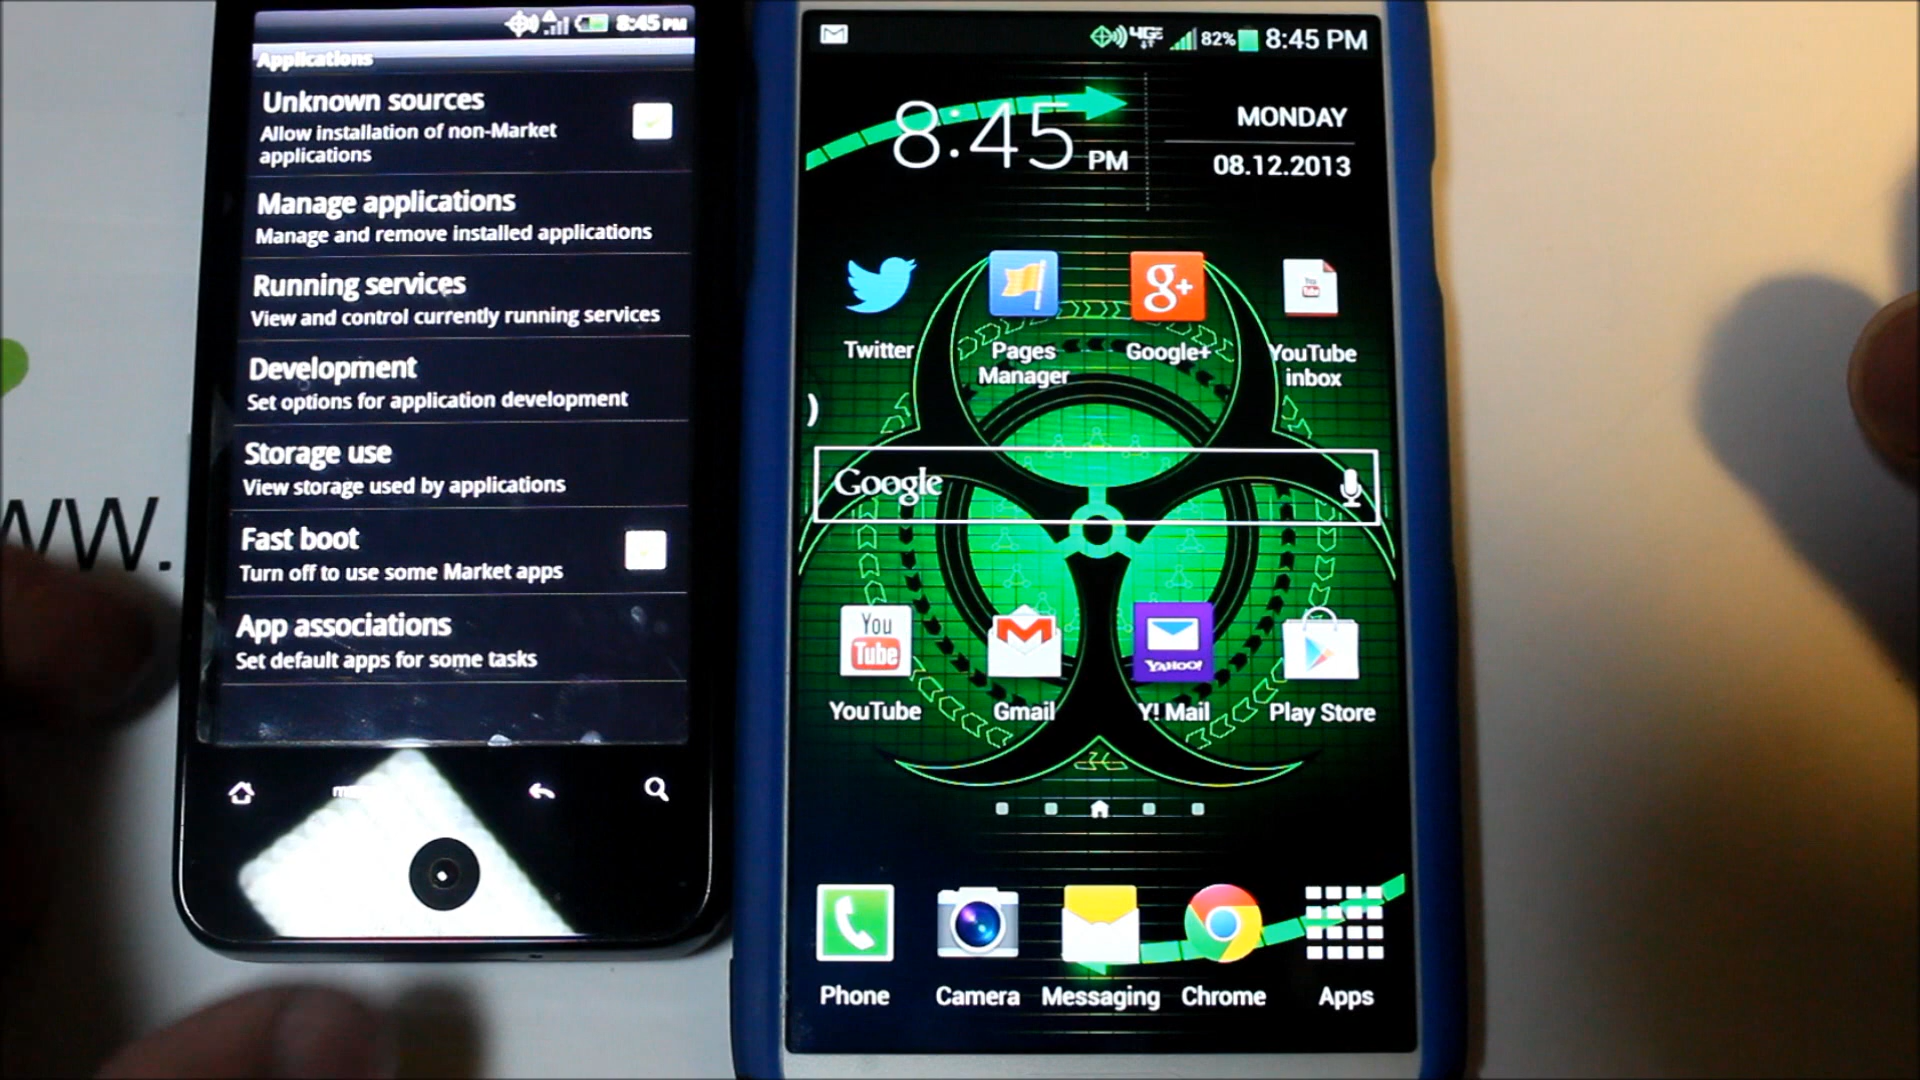 8:45 PM
Applications
Unknown sources
Allow installation of non-Market
applications
Manage applications
Manage and remove installed applications
Running services
View and control currently running services
Development
Set options for application development
Storage use
View storage used by applications
Fast boot
Turn off to use some Market apps
App associations
Set default apps for some tasks
ww.
4GE 82% 8:45 PM
8:45 PM
MONDAY
08.12.2013
Twitter
Pages
Manager
g+
Google+
You
Tube
YouTube
inbox
Google
You
Tube
YouTube
Gmail
YAHOO!
Y! Mail
Play Store
Phone
Camera
Messaging
Chrome
Apps